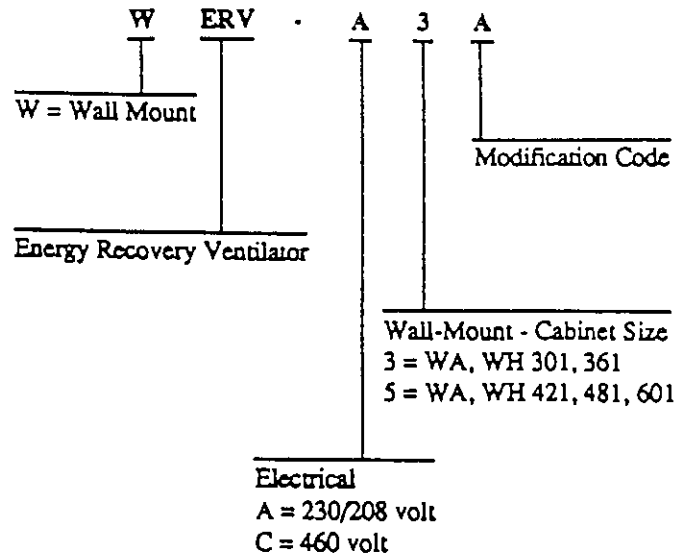 W ERV - A 3 A
W = Wall Mount
Modification Code
Energy Recovery Ventilator
Wall-Mount - Cabinet Size
3 = WA, WH 301, 361
5 = WA, WH 421, 481, 601
Electrical
A = 230/208 volt
C = 460 volt